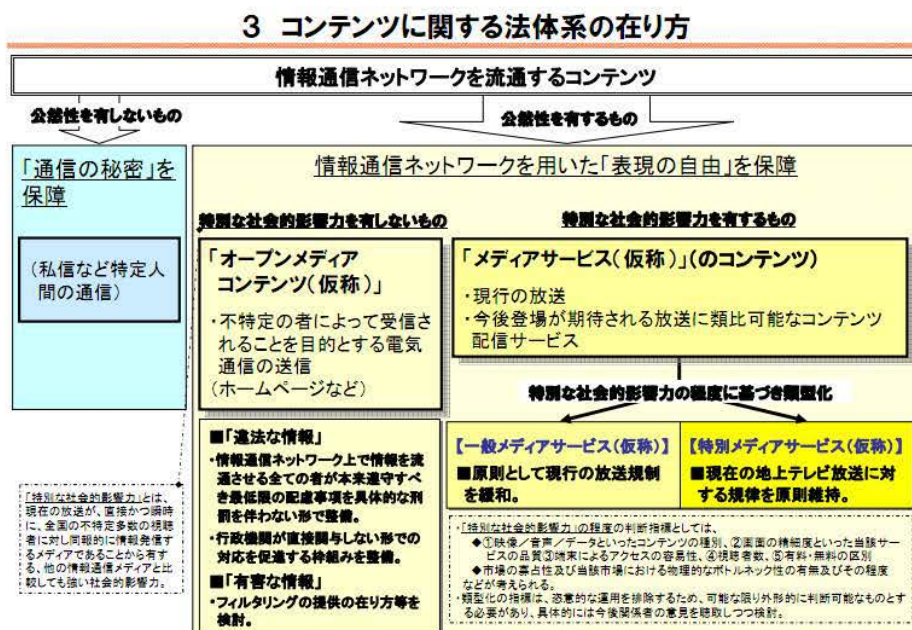 3 コンテンツに関する法体系の在り方
情報通信ネットワークを流通するコンテンツ
公然性を有しないもの
公然性を有するもの
「通信の秘密」を
保障
(私信など特定人
間の通信)
情報通信ネットワークを用いた「表現の自由」を保障
特別な社会的影響力を有しないもの
特別な社会的影響力を有するもの
「オープンメディア
コンテンツ(仮称)」
・不特定の者によって受信さ
れることを目的とする電気
通信の送信
(ホームページなど)
「メディアサービス(仮称)」(のコンテンツ)
・現行の放送
・今後登場が期待される放送に類比可能なコンテンツ
配信サービス
特別な社会的影響力の程度に基づき類型化
■「違法な情報」
・情報通信ネットワーク上で情報を流
通させる全ての者が本来遵守すべ
き最低限の配慮事項を具体的な刑
罰を伴わない形で整備。
・行政機関が直接関与しない形での
対応を促進する枠組みを整備。
■「有害な情報」
・フィルタリングの提供の在り方等を
検討。
【一般メディアサービス(仮称)】
■原則として現行の放送規制
を緩和。
【特別メディアサービス(仮称)】
■現在の地上テレビ放送に対
する規律を原則維持。
「特別な社会的影響力」とは、
現在の放送が、直接かつ瞬時
に、全国の不特定多数の視聴
者に対し同報的に情報発信す
るメディアであることから有す
る、他の情報通信メディアと比
較しても強い社会的影響力。
・「特別な社会的影響力」の程度の判断指標としては、
◆①映像/音声/データといったコンテンツの種別、②画面の精細度といった当該サー
ビスの品質③端末によるアクセスの容易性、④視聴者数、⑤有料・無料の区別
◆市場の寡占性及び当該市場における物理的なボトルネック性の有無及びその程度
などが考えられる。
・類型化の指標は、恣意的な運用を排除するため、可能な限り外形的に判断可能なものとす
る必要があり、具体的には今後関係者の意見を聴取しつつ検討。